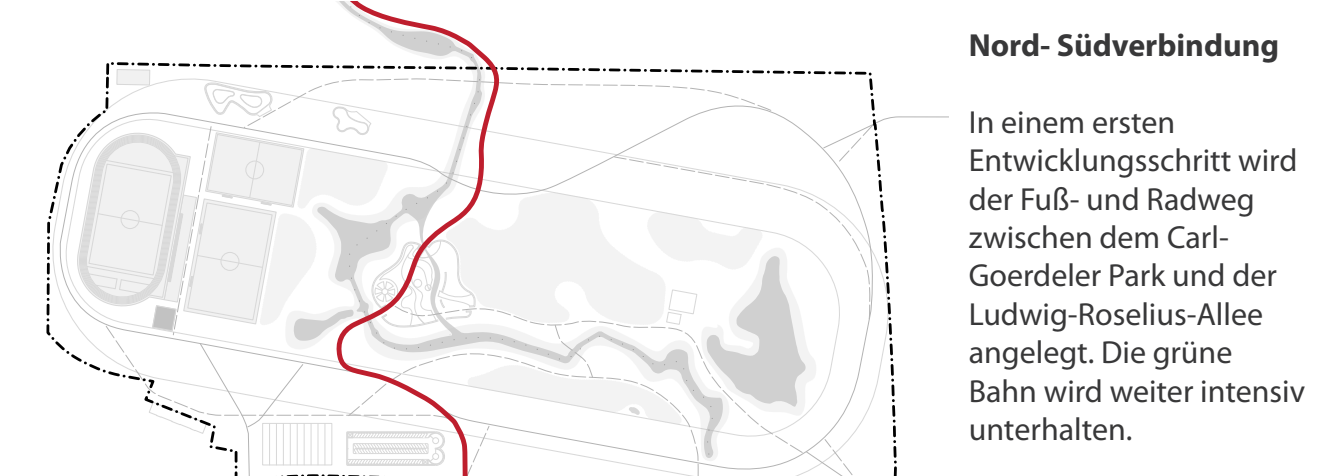 Nord- Südverbindung
In einem ersten
Entwicklungsschritt wird
der Fuß- und Radweg
zwischen dem Carl-
Goerdeler Park und der
Ludwig-Roselius-Allee
angelegt. Die grüne
Bahn wird weiter intensiv
unterhalten.